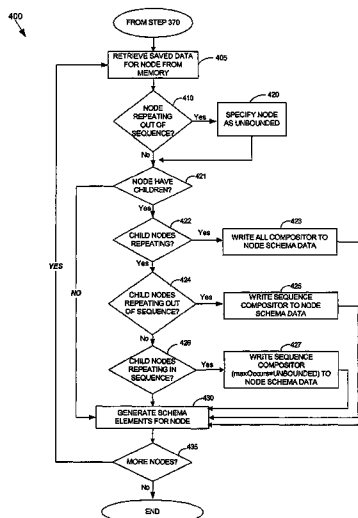 400
FROM STEP 370
RETRIEVE SAVED DATA
FOR NODE FROM
MEMORY
405
410
NODE
REPEATING
OUT OF
SEQUENCE?
Yes
420
SPECIFY NODE
AS UNBOUNDED
No
421
NODE HAVE
CHILDREN?
Yes
422
CHILD NODES
REPEATING?
Yes
423
WRITE ALL COMPOSITOR TO
NODE SCHEMA DATA
YES
NO
Yes
424
CHILD NODES
REPEATING OUT
OF SEQUENCE?
Yes
425
WRITE SEQUENCE
COMPOSITOR TO NODE
SCHEMA DATA
No
426
CHILD NODES
REPEATING IN
SEQUENCE?
Yes
427
WRITE SEQUENCE
COMPOSITOR
(maxOccurs=UNBOUNDED) TO
NODE SCHEMA DATA
430
GENERATE SCHEMA
ELEMENTS FOR NODE
435
MORE NODES?
No
END